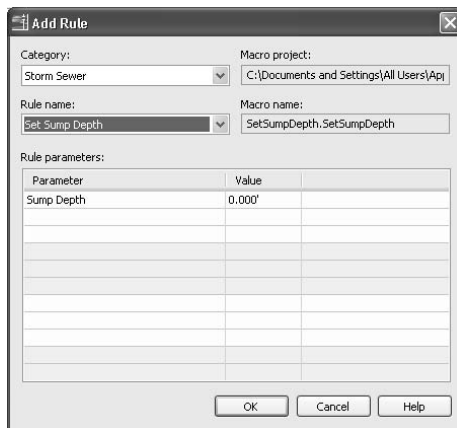 Add Rule
Category:
Macro project:
Storm Sewer
C:\Documents and Settings\All Users\App
Rule name:
Macro name:
Set Sump Depth
SetSumpDepth.SetSumpDepth
Rule parameters:
Parameter Value
Sump Depth 0.000'
OK Cancel Help